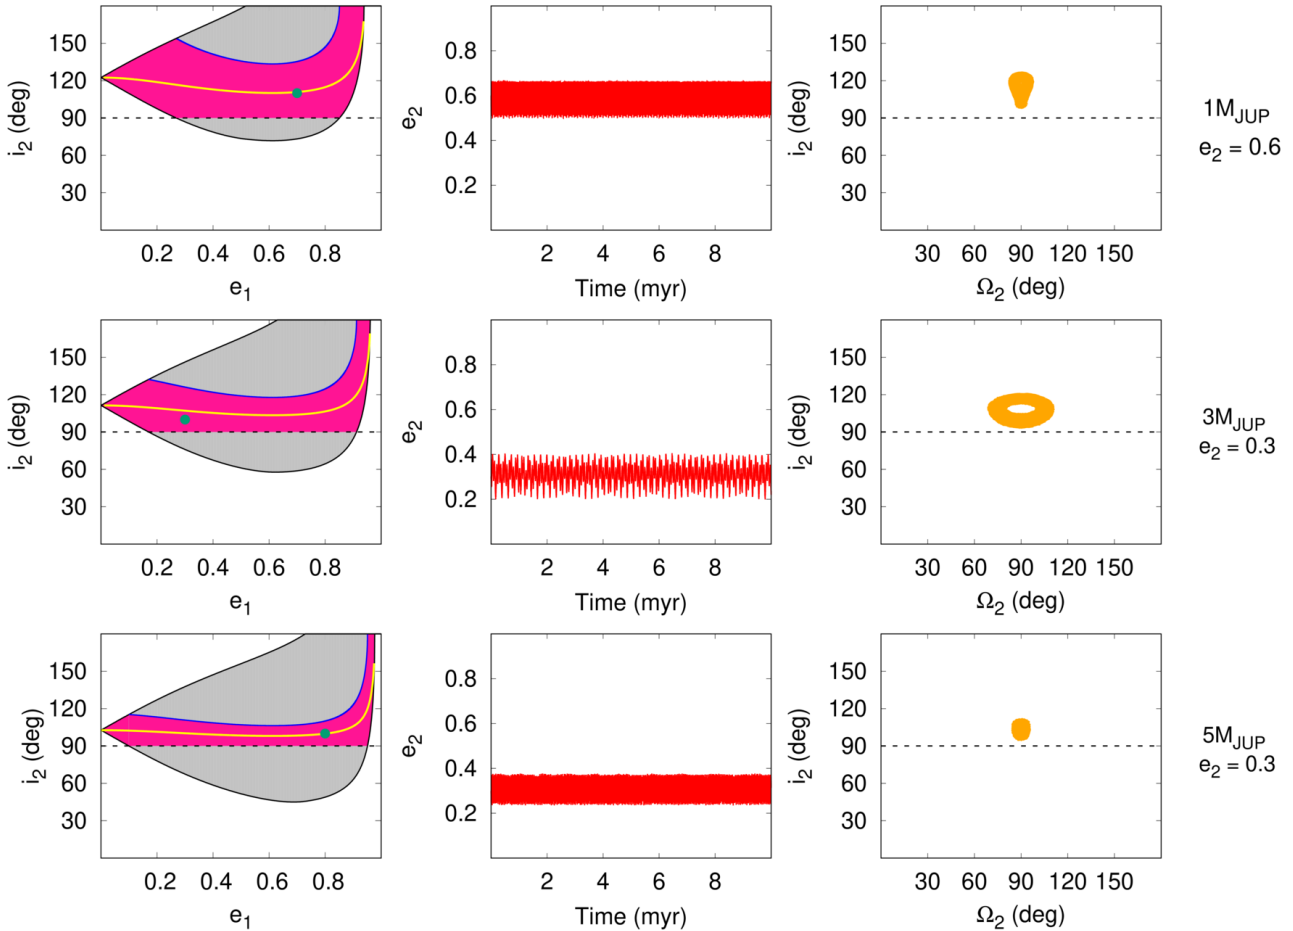 150
120
90
60
30
i₂ (deg)
0.2 0.4 0.6 0.8
e₁
0.8
0.6
0.4
0.2
e₂
2 4 6 8
Time (myr)
150
120
90
60
30
i₂ (deg)
30 60 90 120 150
Ω₂ (deg)
1M_JUP
e₂ = 0.6
150
120
90
60
30
i₂ (deg)
0.2 0.4 0.6 0.8
e₁
0.8
0.6
0.4
0.2
e₂
2 4 6 8
Time (myr)
150
120
90
60
30
i₂ (deg)
30 60 90 120 150
Ω₂ (deg)
3M_JUP
e₂ = 0.3
150
120
90
60
30
i₂ (deg)
0.2 0.4 0.6 0.8
e₁
0.8
0.6
0.4
0.2
e₂
2 4 6 8
Time (myr)
150
120
90
60
30
i₂ (deg)
30 60 90 120 150
Ω₂ (deg)
5M_JUP
e₂ = 0.3